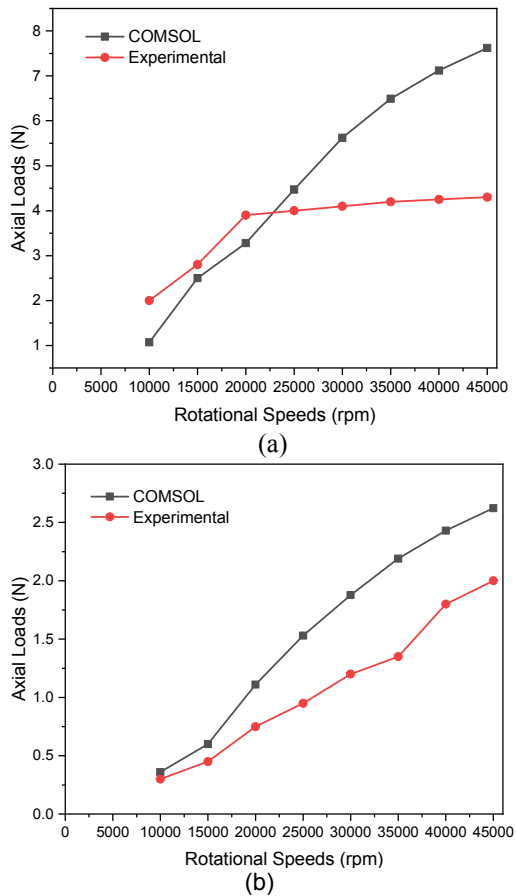 COMSOL
Experimental
Axial Loads (N)
8
7
6
5
4
3
2
1
0 5000 10000 15000 20000 25000 30000 35000 40000 45000
Rotational Speeds (rpm)
(a)
COMSOL
Experimental
Axial Loads (N)
3.0
2.5
2.0
1.5
1.0
0.5
0.0
0 5000 10000 15000 20000 25000 30000 35000 40000 45000
Rotational Speeds (rpm)
(b)